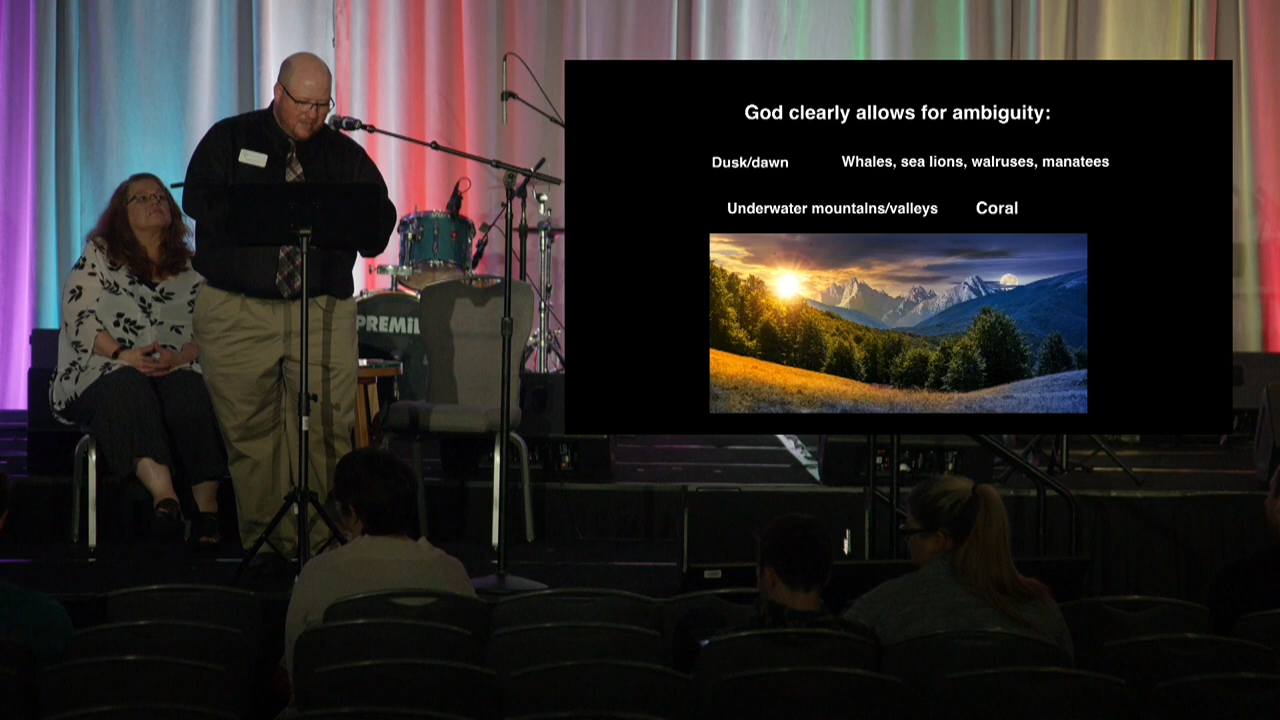 God clearly allows for ambiguity:
Dusk/dawn Whales, sea lions, walruses, manatees
Underwater mountains/valleys Coral
PREMI